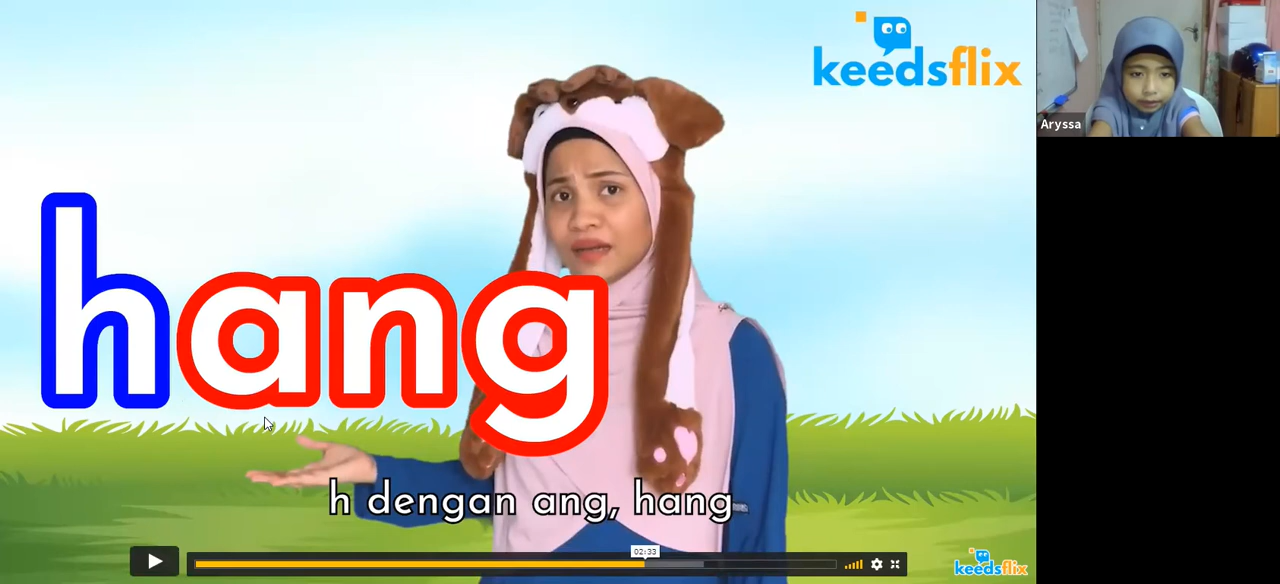 keedsflix
Aryssa
hang
h dengan ang, hang
02:33
keedsflix